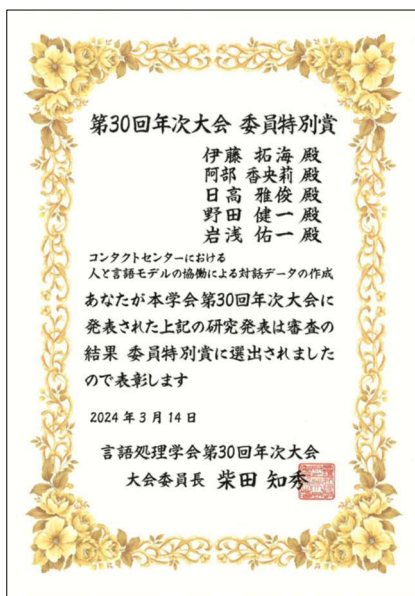 第30回年次大会 委員特別賞
伊藤 拓海 殿
阿部 香央莉 殿
日高 雅俊 殿
野田 健一 殿
岩浅 佑一 殿
コンタクトセンターにおける
人と言語モデルの協働による対話データの作成
あなたが本学会第30回年次大会に
発表された上記の研究発表は審査の
結果 委員特別賞に選出されました
ので表彰します
2024年3月14日
言語処理学会第30回年次大会
大会委員長 柴田 知秀